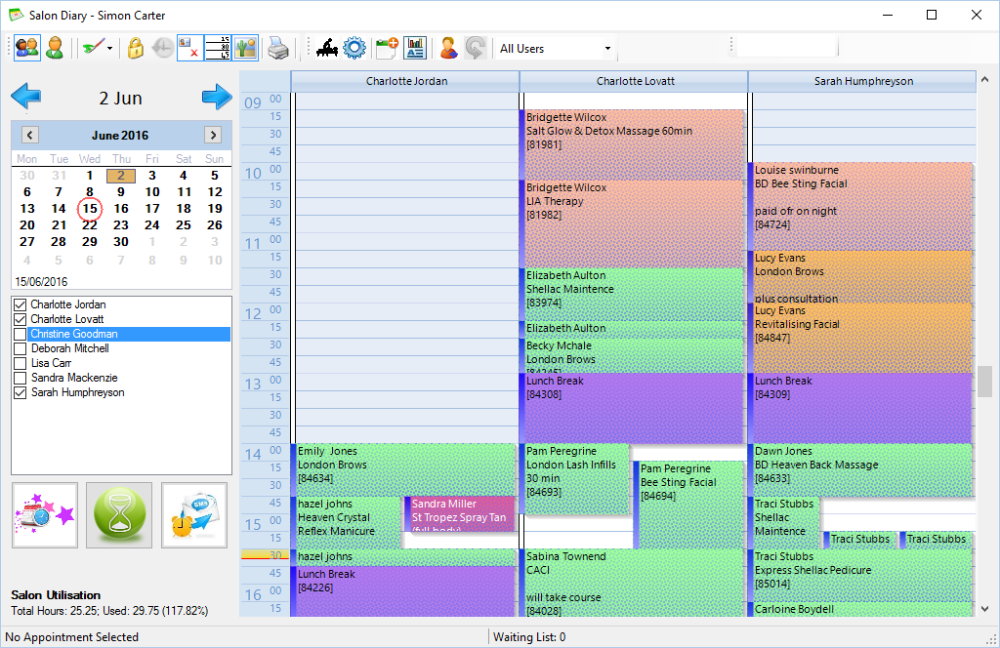 Salon Diary - Simon Carter
All Users
2 Jun
June 2016
Mon Tue Wed Thu Fri Sat Sun
30 31 1 2 3 4 5
6 7 8 9 10 11 12
13 14 15 16 17 18 19
20 21 22 23 24 25 26
27 28 29 30 1 2 3
4 5 6 7 8 9 10
15/06/2016
Charlotte Jordan
Charlotte Lovatt
Christine Goodman
Deborah Mitchell
Lisa Carr
Sandra Mackenzie
Sarah Humphreyson
SMS
Salon Utilisation
Total Hours: 25.25; Used: 29.75 (117.82%)
Charlotte Jordan
Charlotte Lovatt
Sarah Humphreyson
09 00
15
30
45
10 00
15
30
45
11 00
15
30
45
12 00
15
30
45
13 00
15
30
45
14 00
15
30
45
15 00
15
30
45
16 00
15
Emily Jones
London Brows
[84634]
hazel johns
Heaven Crystal
Reflex Manicure
Sandra Miller
St Tropez Spray Tan
(full body)
hazel johns
Lunch Break
[84226]
Bridgette Wilcox
Salt Glow & Detox Massage 60min
[81981]
Bridgette Wilcox
LIA Therapy
[81982]
Elizabeth Aulton
Shellac Maintence
[83974]
Elizabeth Aulton
Becky Mchale
London Brows
[84345]
Lunch Break
[84308]
Pam Peregrine
London Lash Infills
30 min
[84693]
Pam Peregrine
Bee Sting Facial
[84694]
Sabina Townend
CACI
will take course
[84028]
Louise swinburne
BD Bee Sting Facial
paid ofr on night
[84724]
Lucy Evans
London Brows
plus consultation
Lucy Evans
Revitalising Facial
[84847]
Lunch Break
[84309]
Dawn Jones
BD Heaven Back Massage
[84633]
Traci Stubbs
Shellac
Maintence
Traci Stubbs
Traci Stubbs
Traci Stubbs
Express Shellac Pedicure
[85014]
Carloine Boydell
No Appointment Selected
Waiting List: 0